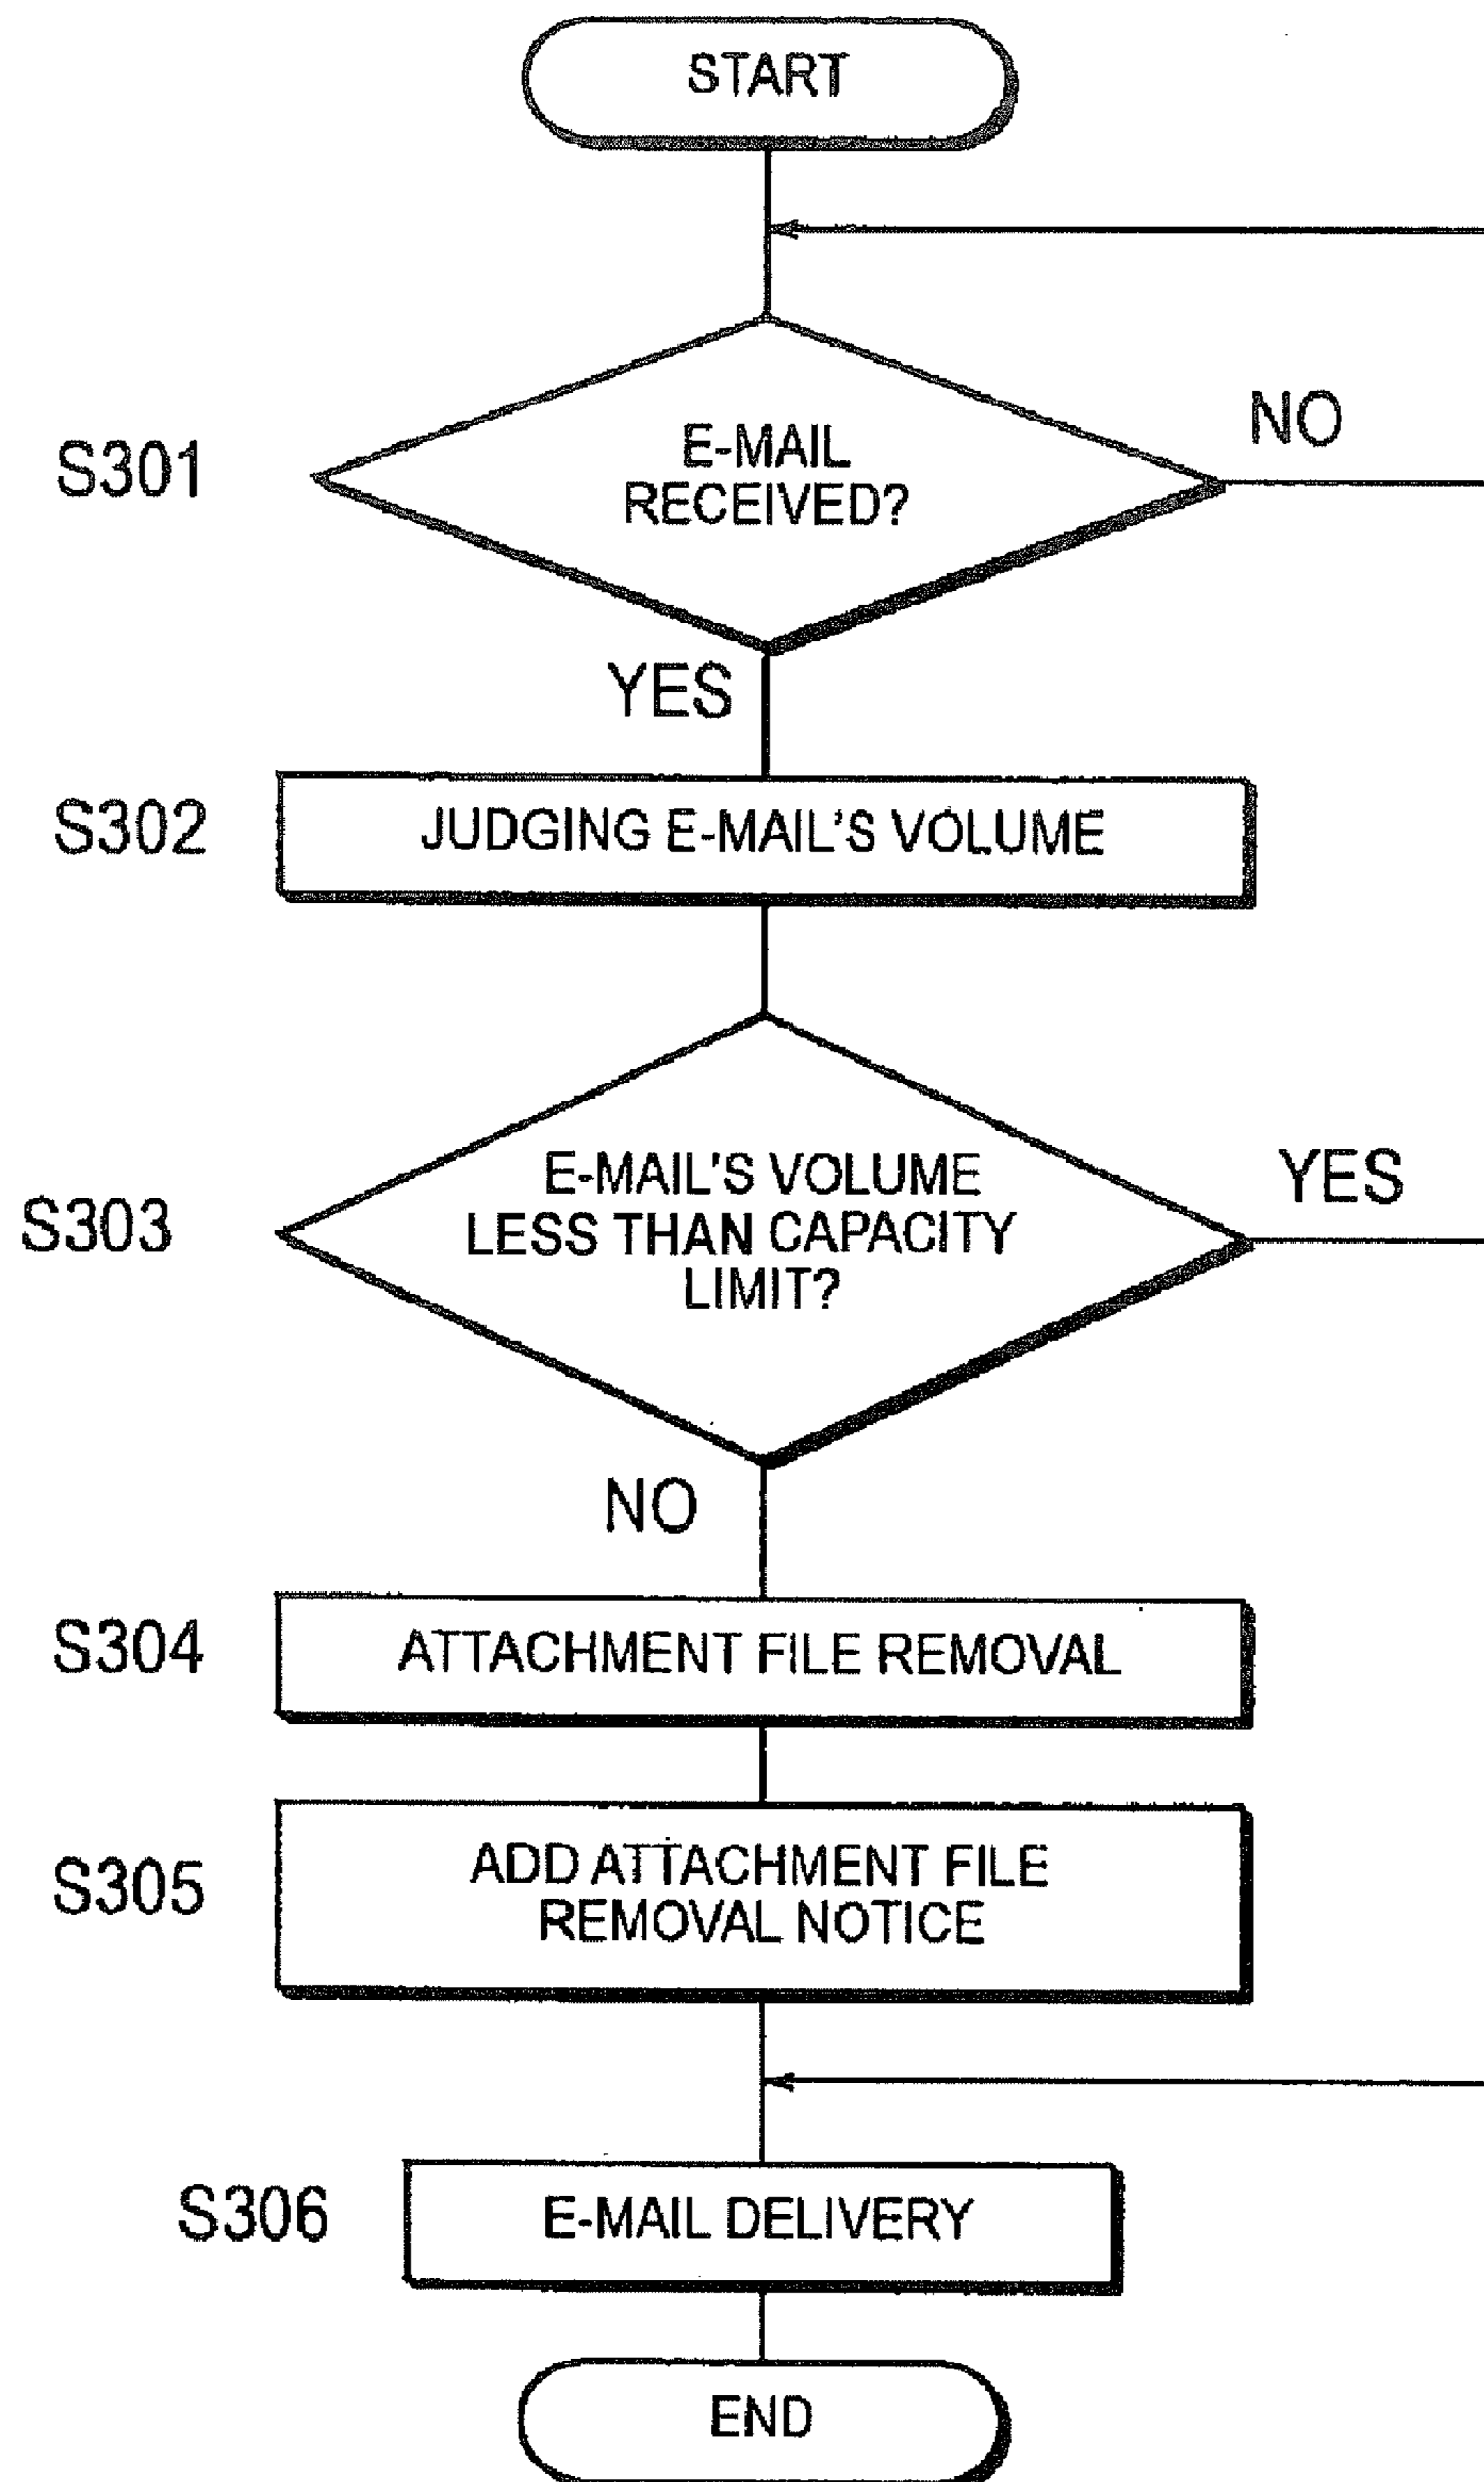 START
S301
E-MAIL
RECEIVED?
NO
YES
S302
JUDGING E-MAIL'S VOLUME
S303
E-MAIL'S VOLUME
LESS THAN CAPACITY
LIMIT?
YES
NO
S304
ATTACHMENT FILE REMOVAL
S305
ADD ATTACHMENT FILE
REMOVAL NOTICE
S306
E-MAIL DELIVERY
END